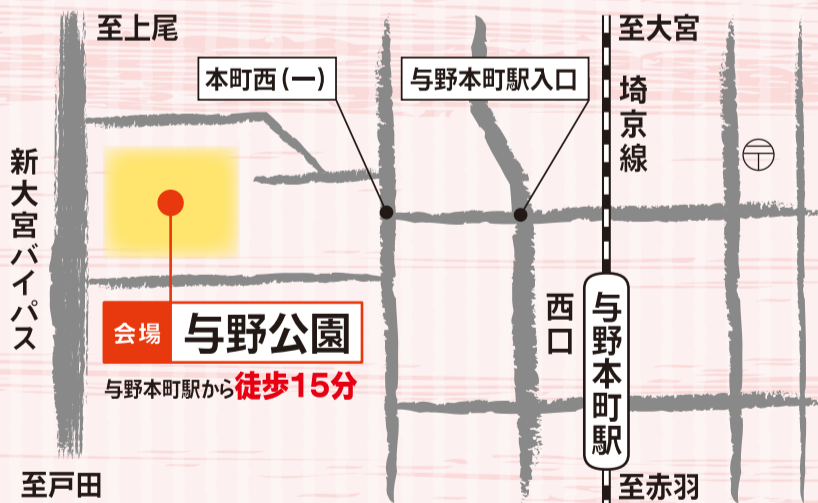 至上尾
至大宮
本町西(一)
与野本町駅入口
埼京線
〒
新大宮バイパス
会場
与野公園
西口
与野本町駅
与野本町駅から徒歩15分
至戸田
至赤羽